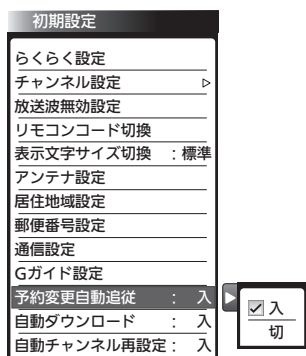 初期設定
らくらく設定
チャンネル設定
放送波無効設定
リモコンコード切換
表示文字サイズ切換 : 標準
アンテナ設定
居住地域設定
郵便番号設定
通信設定
Gガイド設定
予約変更自動追従 : 入
自動ダウンロード : 入
自動チャンネル再設定 : 入
入
切